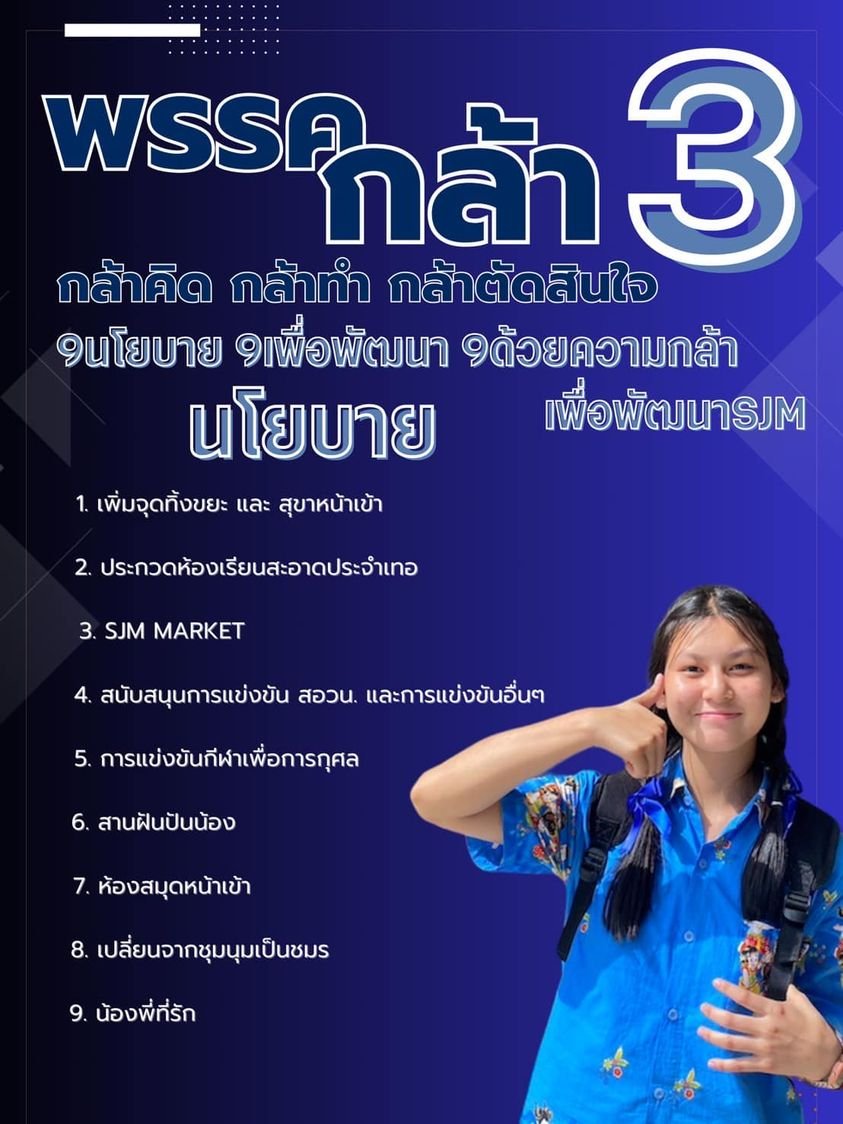 พรรค
กล้า 3
กล้าคิด กล้าทำ กล้าตัดสินใจ
9นโยบาย 9เพื่อพัฒนา 9ด้วยความกล้า
เพื่อพัฒนาSJM
นโยบาย
1. เพิ่มจุดทิ้งขยะ และ สุขาหน้าเข้า
2. ประกวดห้องเรียนสะอาดประจำเทอ
3. SJM MARKET
4. สนับสนุนการแข่งขัน สอวน. และการแข่งขันอื่นๆ
5. การแข่งขันกีฬาเพื่อการกุศล
6. สานฝันปันน้อง
7. ห้องสมุดหน้าเข้า
8. เปลี่ยนจากชุมนุมเป็นชมร
9. น้องพี่ที่รัก